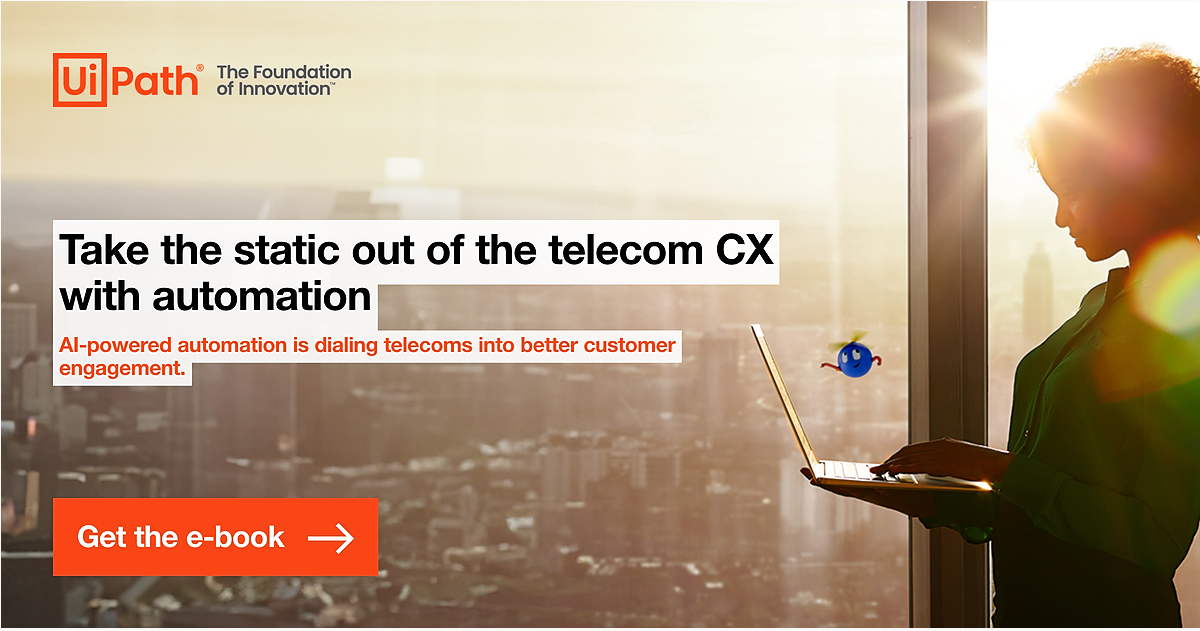 UiPath® The Foundation
of Innovation™
Take the static out of the telecom CX
with automation
AI-powered automation is dialing telecoms into better customer
engagement.
Get the e-book →